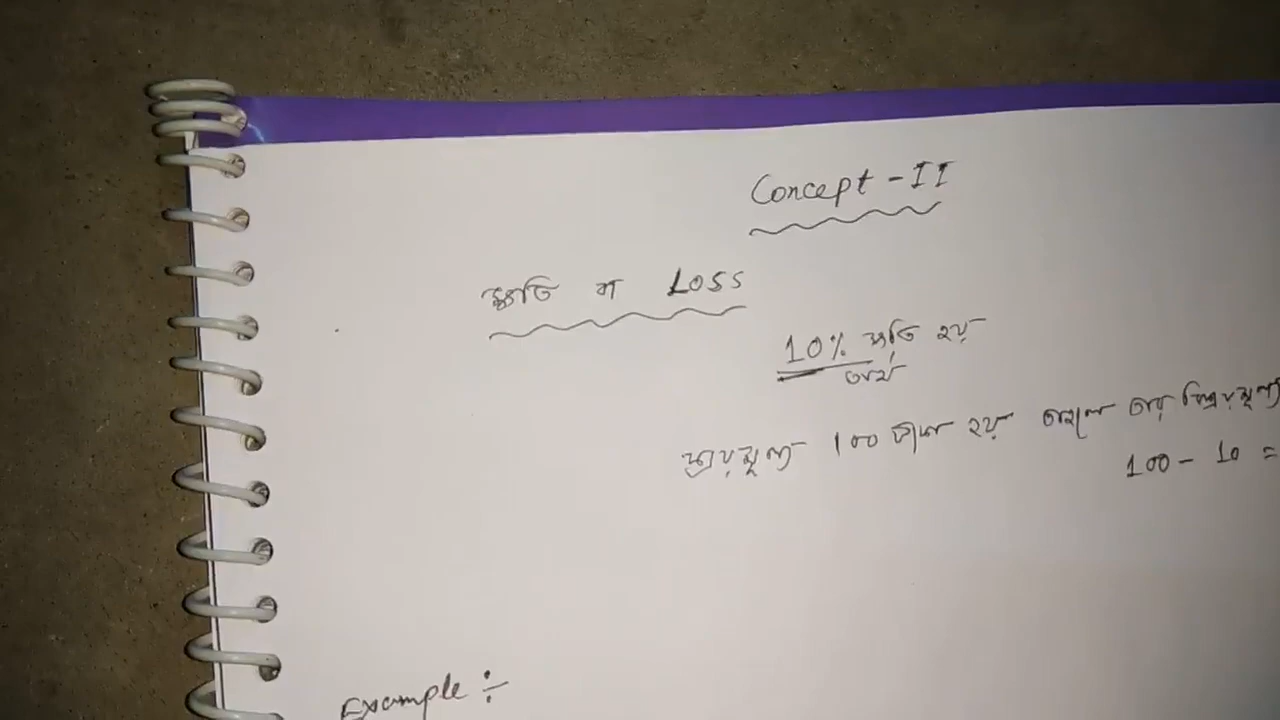 Concept - II
ক্ষতি বা Loss
10% ক্ষতি হয়
অর্থ
ক্রয়মূল্য 100 টাকা হয় তাহলে তার বিক্রয়মূল্য
100 - 10 =
Example :-